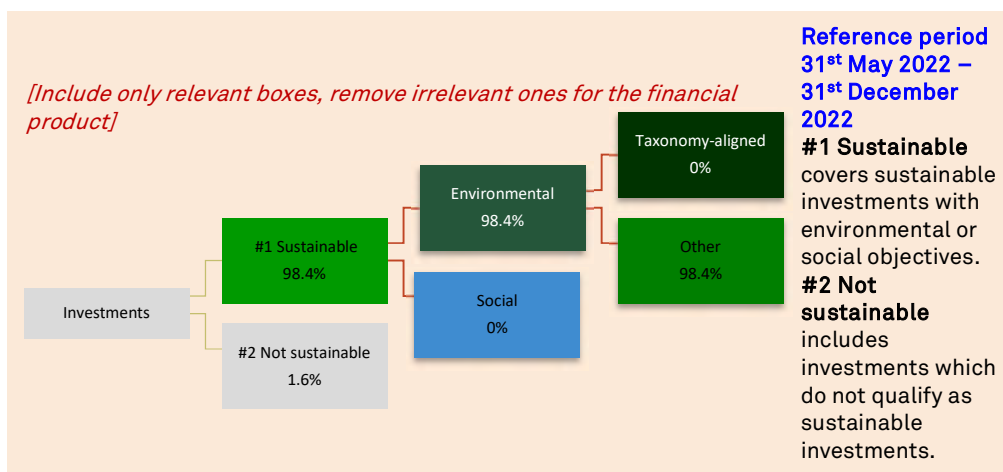 [Include only relevant boxes, remove irrelevant ones for the financial
product]
Taxonomy-aligned
0%
Environmental
98.4%
#1 Sustainable
98.4%
Other
98.4%
Social
0%
Investments
#2 Not sustainable
1.6%
Reference period
31st May 2022 –
31st December
2022
#1 Sustainable
covers sustainable
investments with
environmental or
social objectives.
#2 Not
sustainable
includes
investments which
do not qualify as
sustainable
investments.